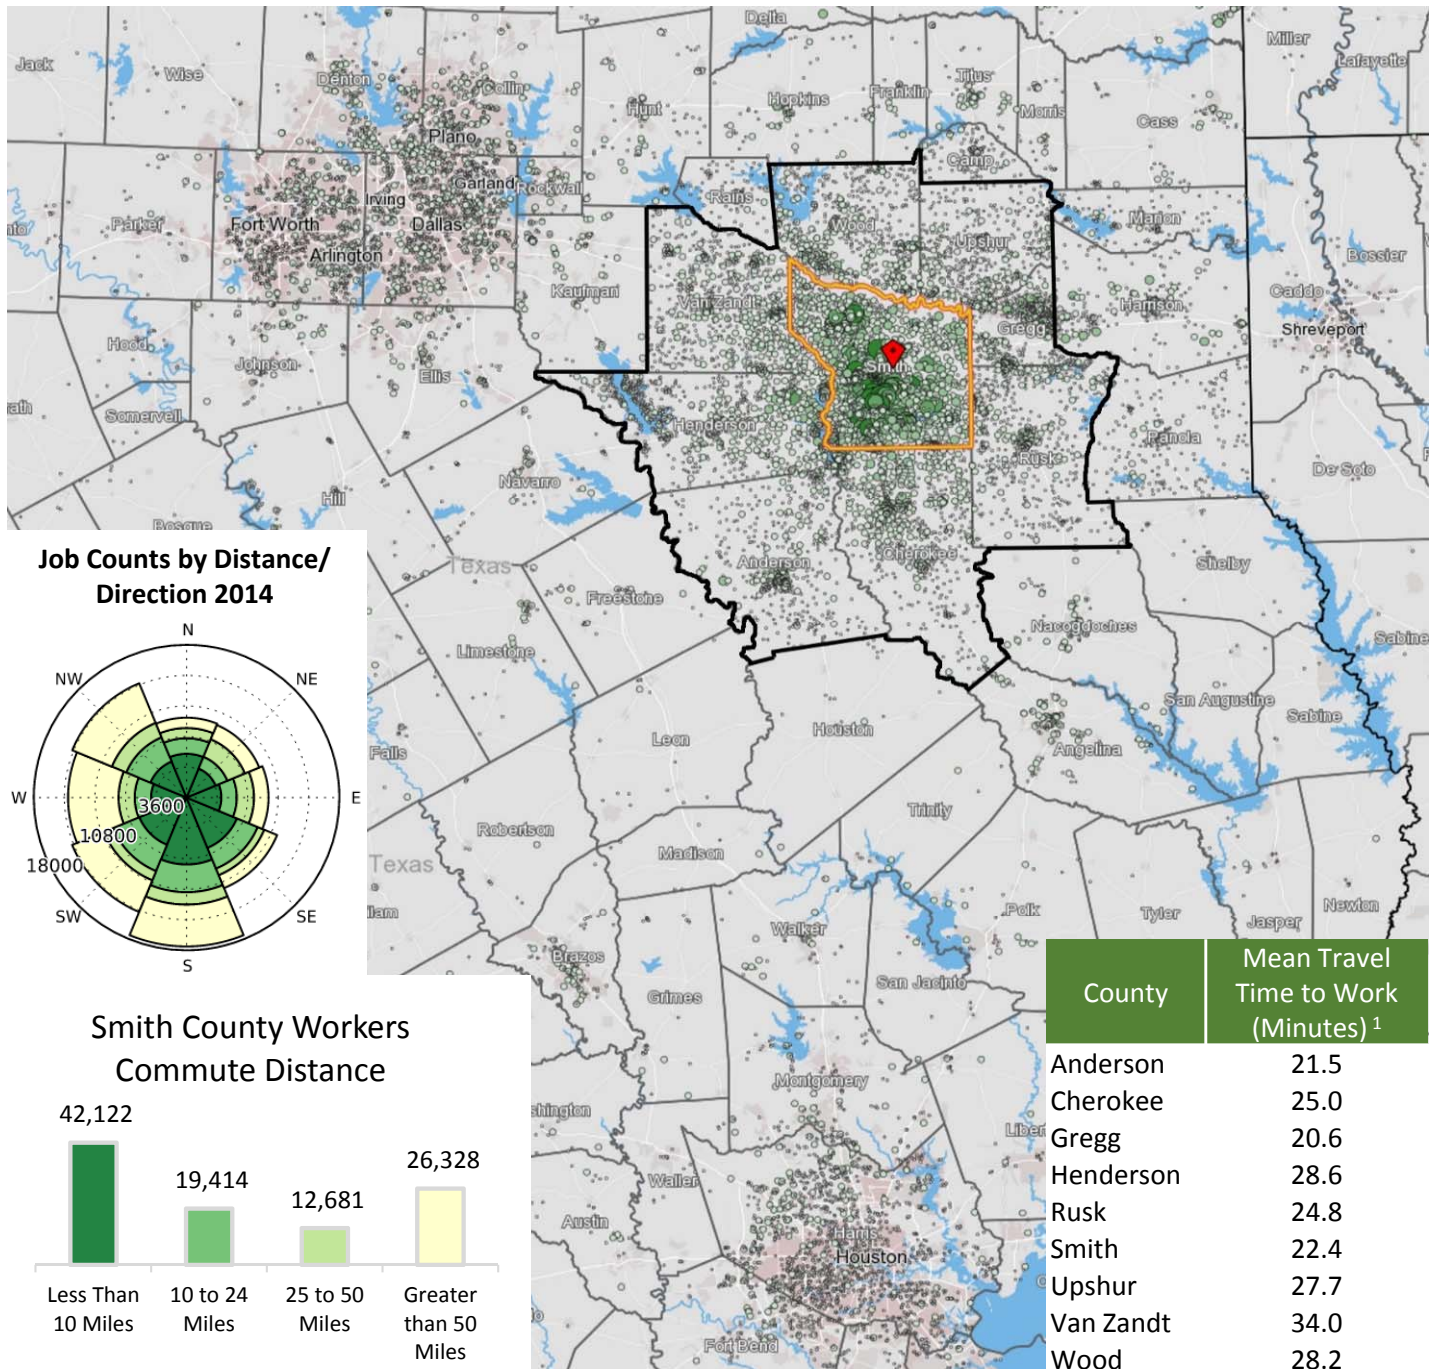 Delta
Miller
Jack
Wise
Denton
Collin
Hunt
Hopkins
Franklin
Titus
Morris
Cass
Lafayette
Plano
Camp
Irving
Garland
Rockwall
Rains
Parker
Fort Worth
Dallas
Arlington
Wood
Upshur
Marion
Bossier
Kaufman
Van Zandt
Gregg
Harrison
Caddo
Shreveport
Hood
Johnson
Ellis
Smith
Somervell
Henderson
Rusk
Panola
De Soto
Navarro
Hill
Bosque
Texas
Anderson
Cherokee
Shelby
Freestone
Nacogdoches
Sabine
Limestone
San Augustine
Sabine
Houston
Leon
Angelina
Falls
Trinity
Robertson
Madison
Texas
Polk
Tyler
Jasper
Newton
Walker
Brazos
San Jacinto
Grimes
Montgomery
Waller
Austin
Harris
Houston
Fort Bend
Job Counts by Distance/
Direction 2014
N
NW
NE
W
E
3600
10800
18000
SW
SE
S
Smith County Workers
Commute Distance
42,122
19,414
12,681
26,328
Less Than
10 Miles
10 to 24
Miles
25 to 50
Miles
Greater
than 50
Miles
County
Mean Travel
Time to Work
(Minutes) 1
Anderson 21.5
Cherokee 25.0
Gregg 20.6
Henderson 28.6
Rusk 24.8
Smith 22.4
Upshur 27.7
Van Zandt 34.0
Wood 28.2